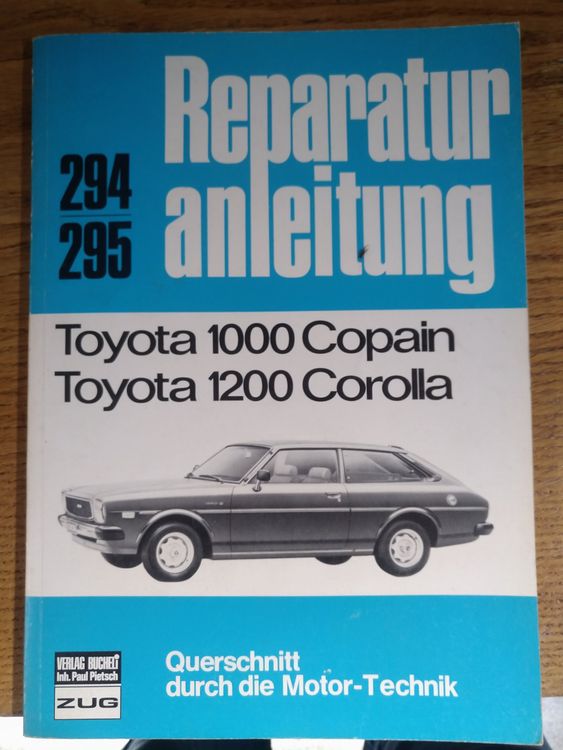 Reparatur
anleitung
294
295
Toyota 1000 Copain
Toyota 1200 Corolla
VERLAG BUCHELI
Inh. Paul Pietsch
ZUG
Querschnitt
durch die Motor-Technik